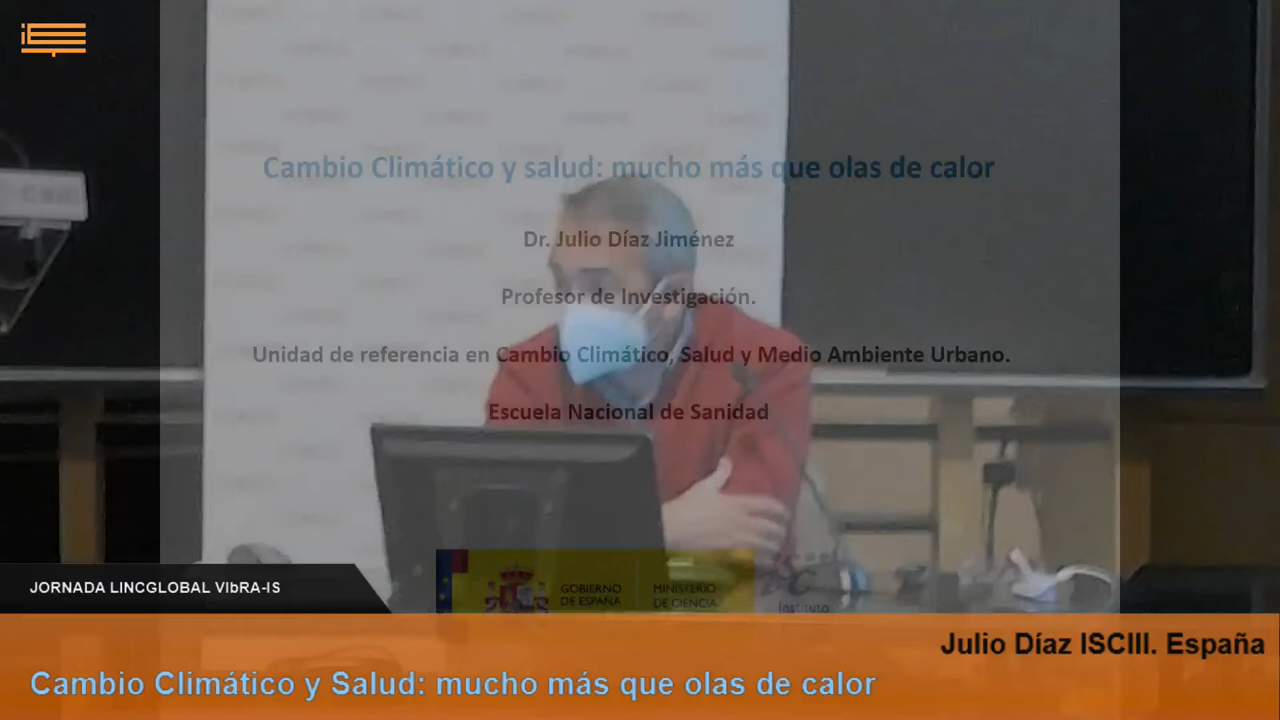 Cambio Climático y salud: mucho más que olas de calor
Dr. Julio Díaz Jiménez
Profesor de Investigación.
Unidad de referencia en Cambio Climático, Salud y Medio Ambiente Urbano.
Escuela Nacional de Sanidad
GOBIERNO
DE ESPAÑA
MINISTERIO
DE CIENCIA
Instituto
JORNADA LINCGLOBAL VIbRA-IS
Julio Díaz ISCIII. España
Cambio Climático y Salud: mucho más que olas de calor